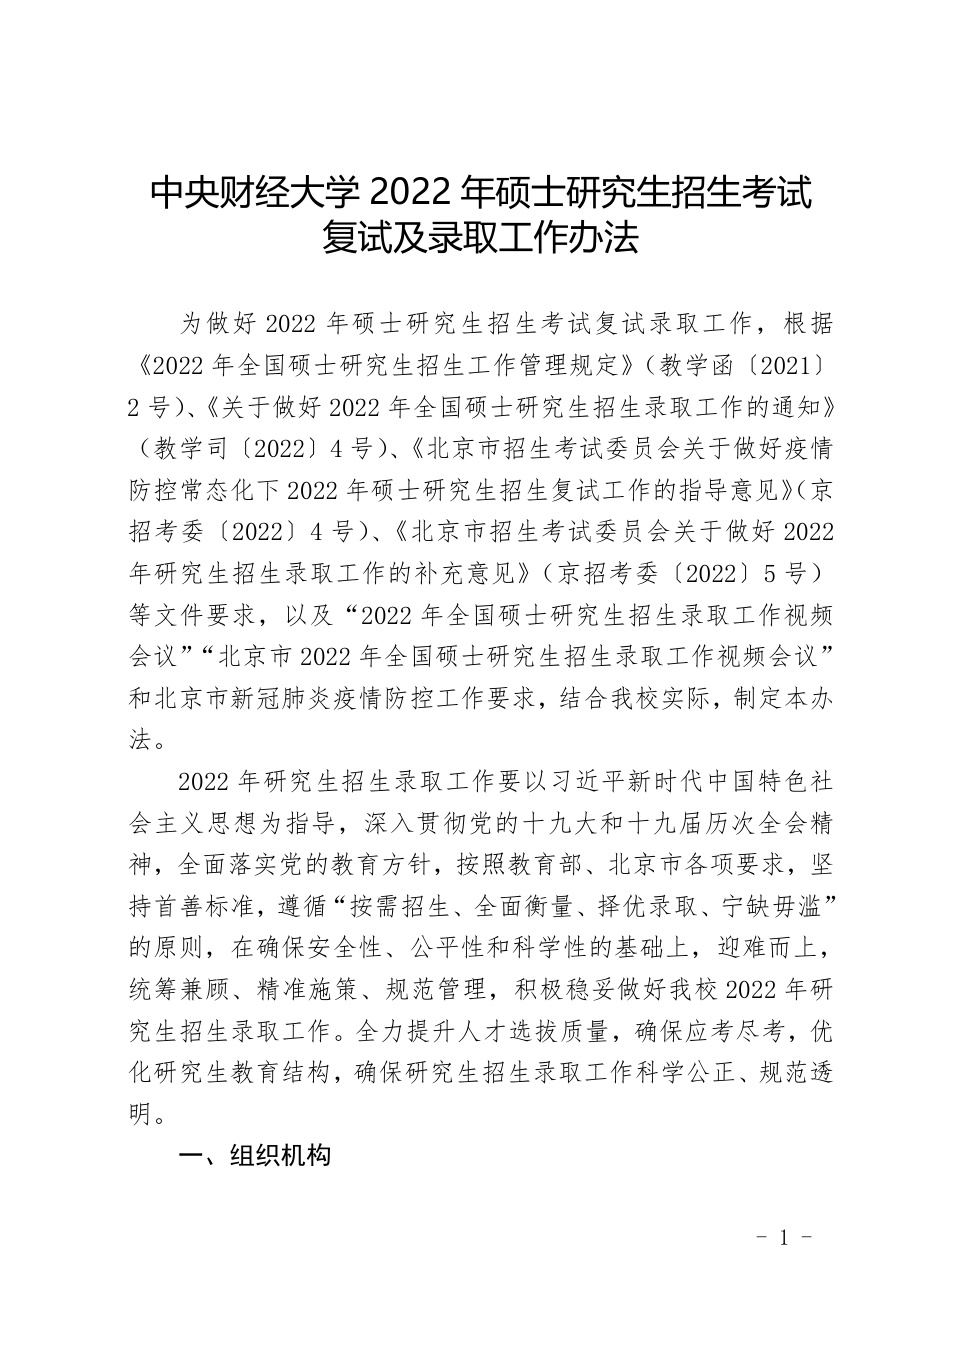 中央财经大学 2022 年硕士研究生招生考试
复试及录取工作办法
为做好 2022 年硕士研究生招生考试复试录取工作，根据
《2022 年全国硕士研究生招生工作管理规定》（教学函〔2021〕
2 号）、《关于做好 2022 年全国硕士研究生招生录取工作的通知》
（教学司〔2022〕4 号）、《北京市招生考试委员会关于做好疫情
防控常态化下 2022 年硕士研究生招生复试工作的指导意见》（京
招考委〔2022〕4 号）、《北京市招生考试委员会关于做好 2022
年研究生招生录取工作的补充意见》（京招考委〔2022〕5 号）
等文件要求，以及“2022 年全国硕士研究生招生录取工作视频
会议”“北京市 2022 年全国硕士研究生招生录取工作视频会议”
和北京市新冠肺炎疫情防控工作要求，结合我校实际，制定本办
法。
2022 年研究生招生录取工作要以习近平新时代中国特色社
会主义思想为指导，深入贯彻党的十九大和十九届历次全会精
神，全面落实党的教育方针，按照教育部、北京市各项要求，坚
持首善标准，遵循“按需招生、全面衡量、择优录取、宁缺毋滥”
的原则，在确保安全性、公平性和科学性的基础上，迎难而上，
统筹兼顾、精准施策、规范管理，积极稳妥做好我校 2022 年研
究生招生录取工作。全力提升人才选拔质量，确保应考尽考，优
化研究生教育结构，确保研究生招生录取工作科学公正、规范透
明。
一、组织机构
- 1 -